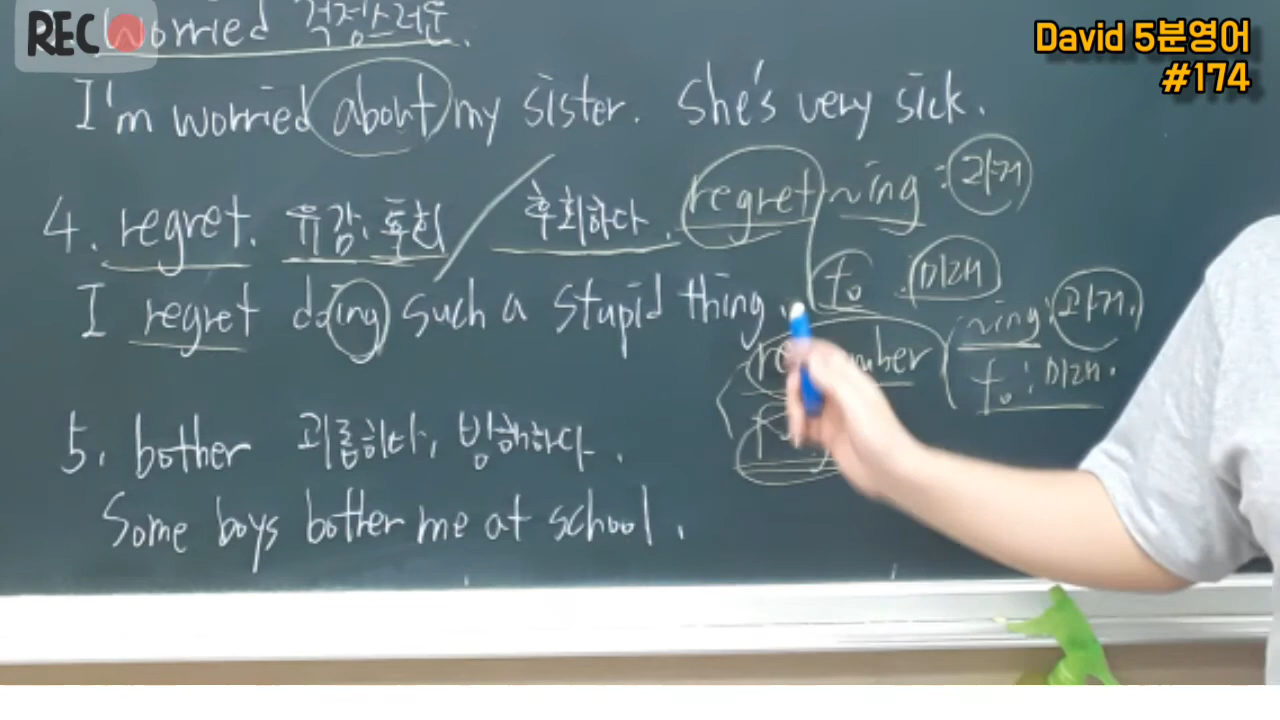 REC
David 5분영어
#174
worried 걱정스러운.
I'm worried about my sister. She's very sick.
4. regret. 유감, 후회 / 후회하다.
regret ~ing : 과거
to : 미래
I regret doing such a stupid thing.
remember ~ing : 과거.
to : 미래.
5. bother 괴롭히다, 방해하다.
Some boys bother me at school.